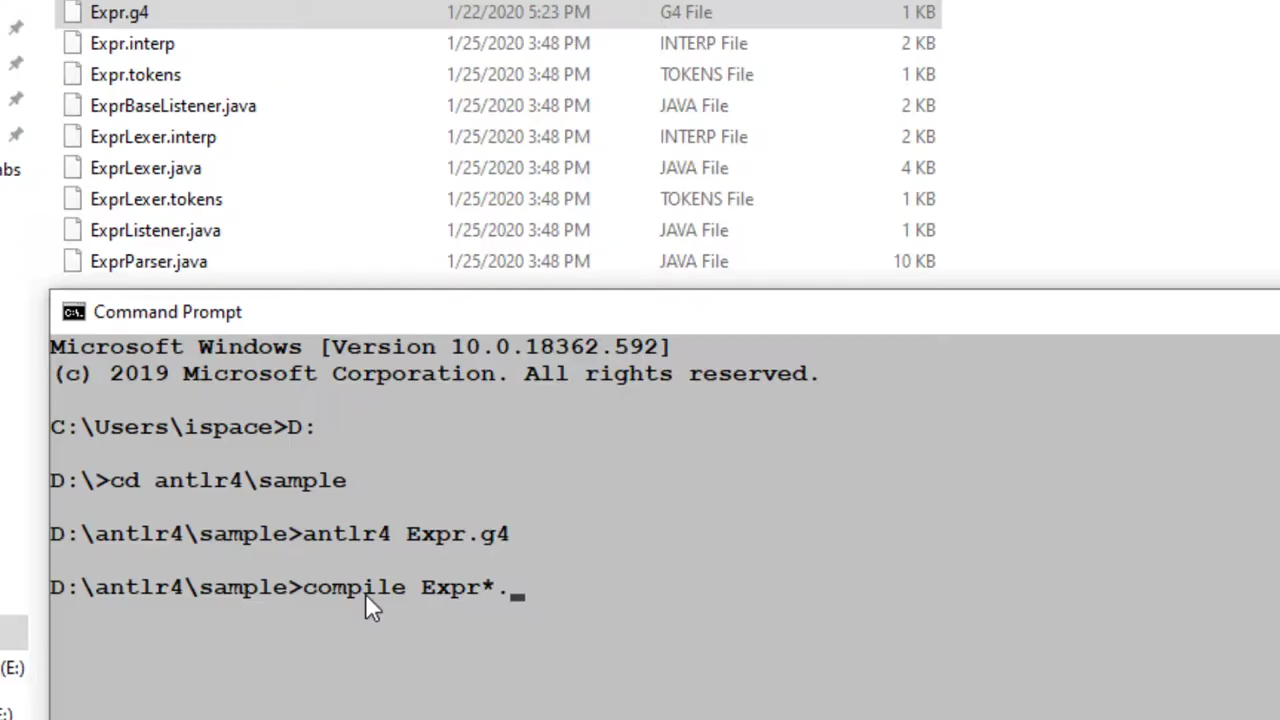 Expr.g4 1/22/2020 5:23 PM G4 File 1 KB
Expr.interp 1/25/2020 3:48 PM INTERP File 2 KB
Expr.tokens 1/25/2020 3:48 PM TOKENS File 1 KB
ExprBaseListener.java 1/25/2020 3:48 PM JAVA File 2 KB
ExprLexer.interp 1/25/2020 3:48 PM INTERP File 2 KB
abs ExprLexer.java 1/25/2020 3:48 PM JAVA File 4 KB
ExprLexer.tokens 1/25/2020 3:48 PM TOKENS File 1 KB
ExprListener.java 1/25/2020 3:48 PM JAVA File 1 KB
ExprParser.java 1/25/2020 3:48 PM JAVA File 10 KB
C:\. Command Prompt
Microsoft Windows [Version 10.0.18362.592]
(c) 2019 Microsoft Corporation. All rights reserved.
C:\Users\ispace>D:
D:\>cd antlr4\sample
D:\antlr4\sample>antlr4 Expr.g4
D:\antlr4\sample>compile Expr*._
(E:)